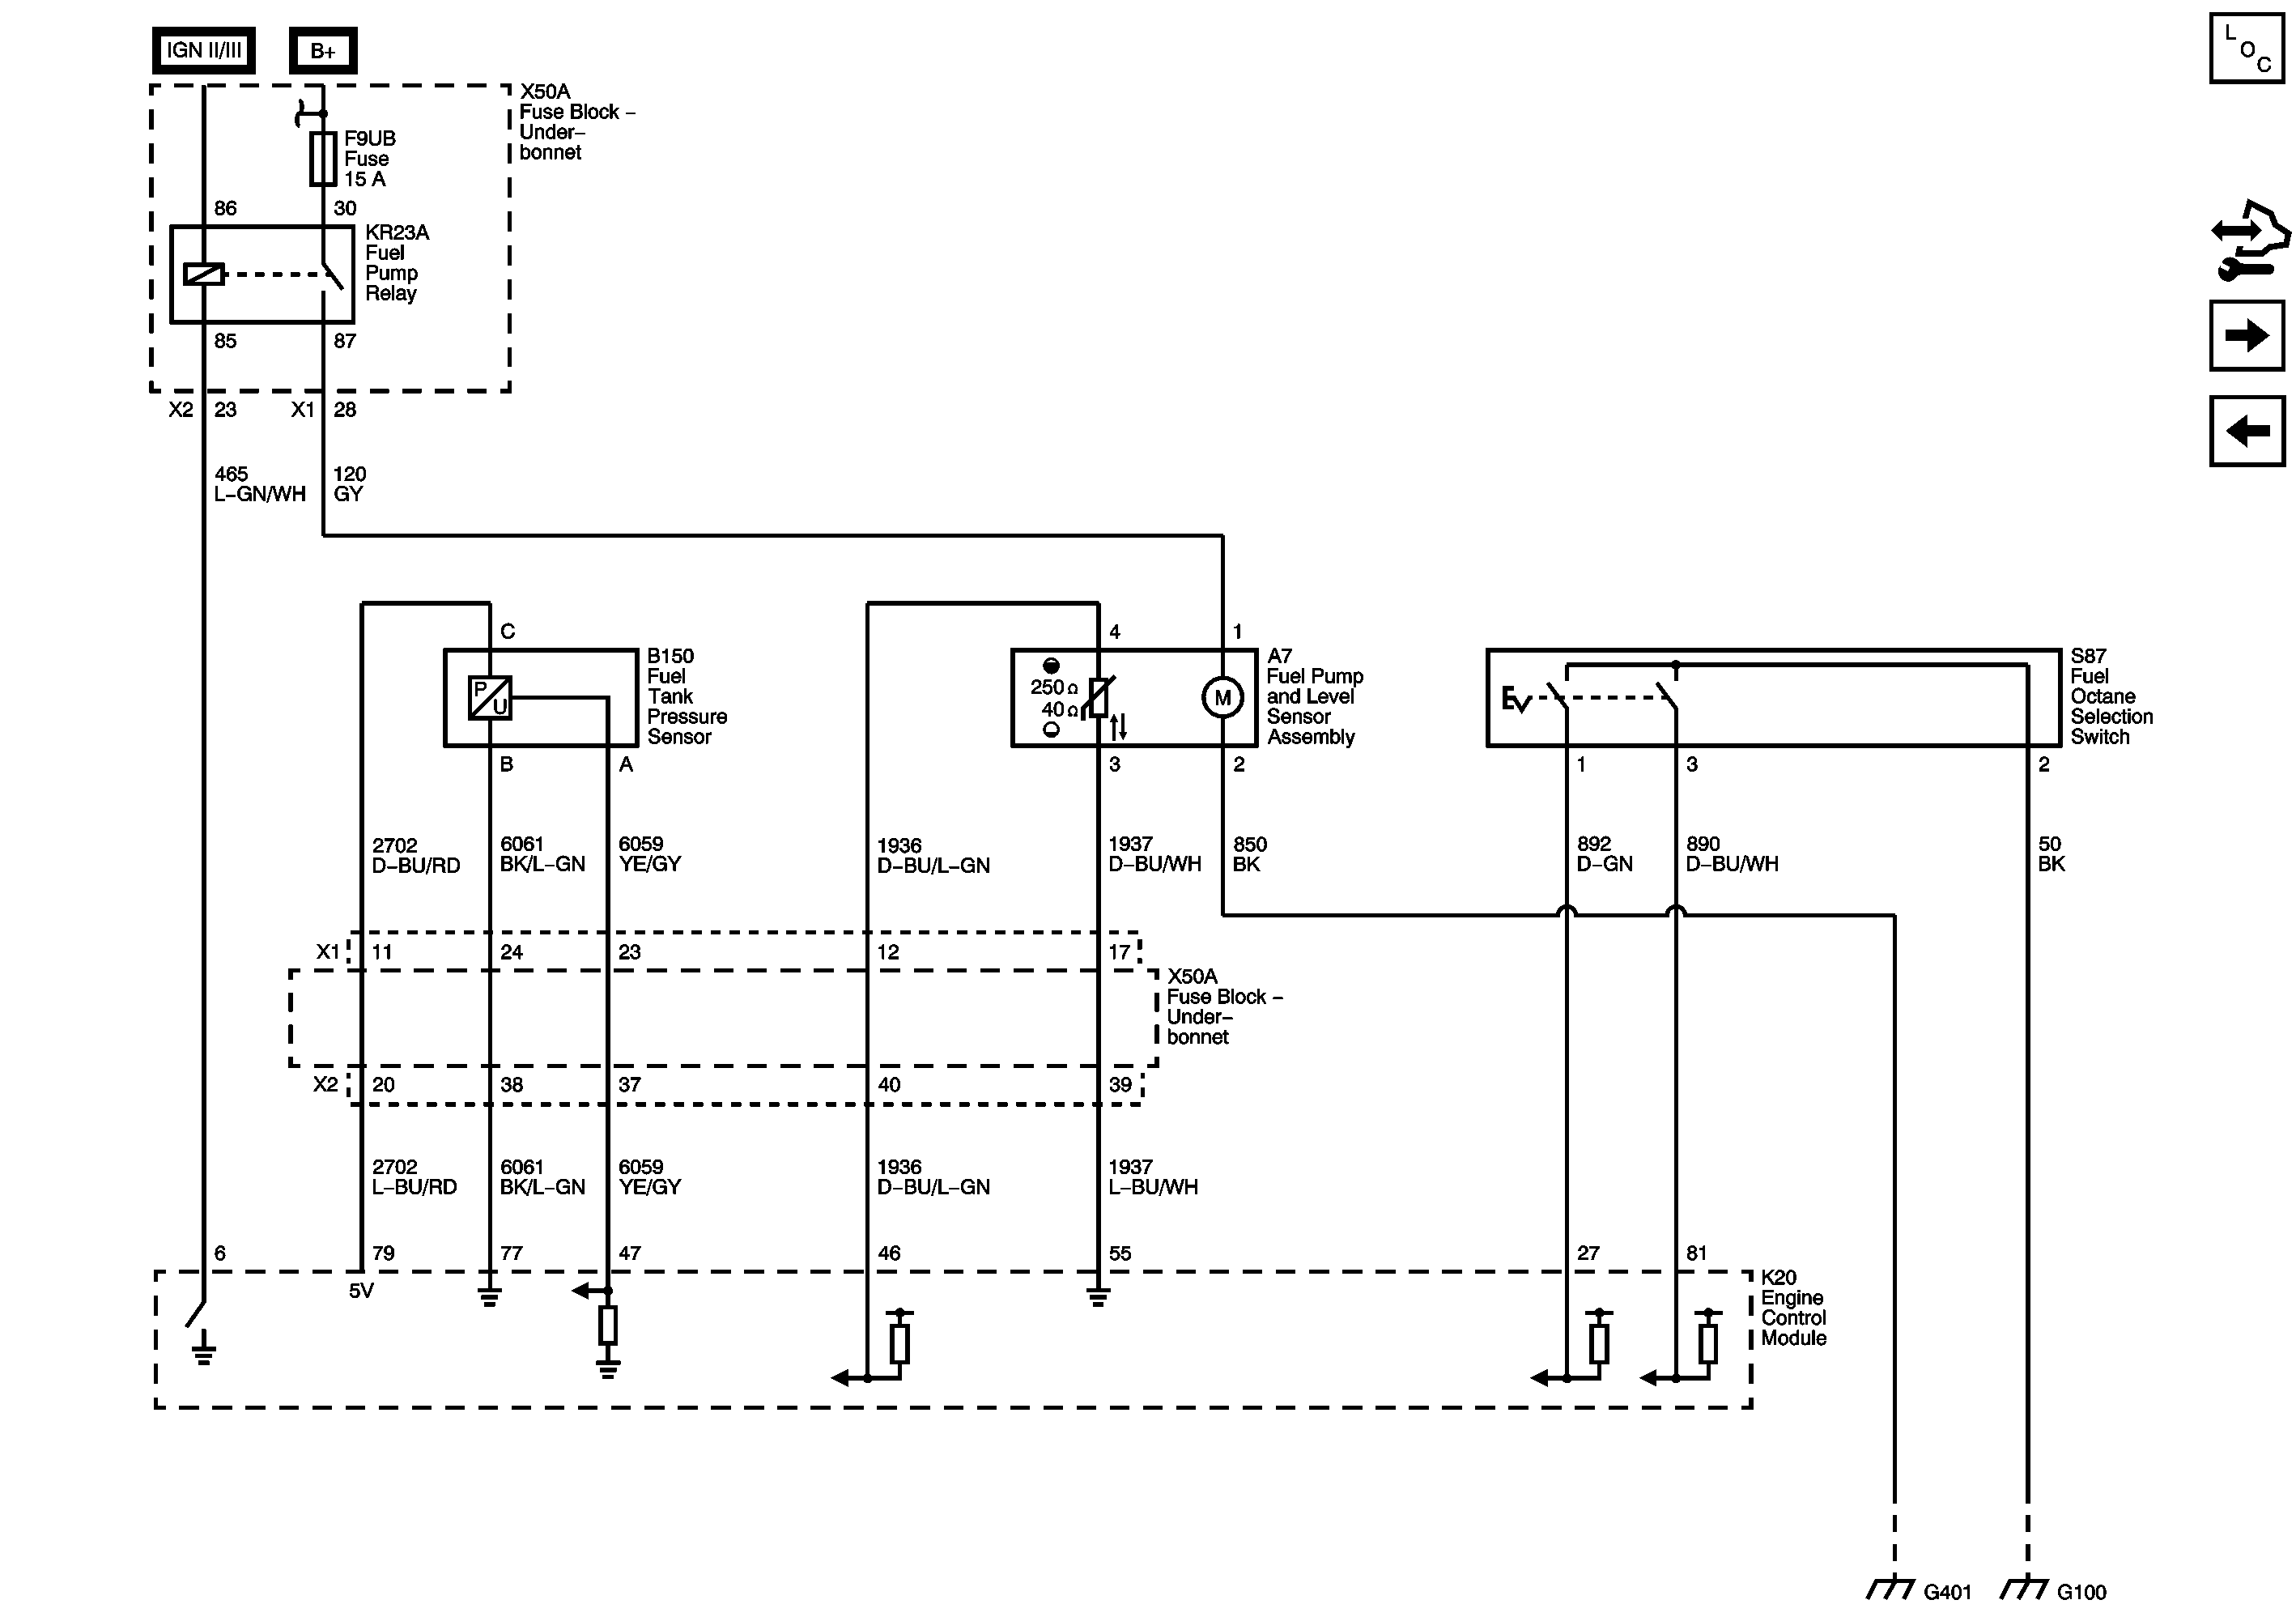 L
O
C
IGN II/III
B+
X50A
Fuse Block –
Under–
bonnet
F9UB
Fuse
15 A
86
30
KR23A
Fuel
Pump
Relay
85
87
X2
23
X1
28
465
L–GN/WH
120
GY
C
B150
Fuel
Tank
Pressure
Sensor
P
U
B
A
4
1
250 Ω
40 Ω
M
A7
Fuel Pump
and Level
Sensor
Assembly
3
2
E
S87
Fuel
Octane
Selection
Switch
1
3
2
2702
D–BU/RD
6061
BK/L–GN
6059
YE/GY
1936
D–BU/L–GN
1937
D–BU/WH
850
BK
892
D–GN
890
D–BU/WH
50
BK
X1
11
24
23
12
17
X50A
Fuse Block –
Under–
bonnet
X2
20
38
37
40
39
2702
L–BU/RD
6061
BK/L–GN
6059
YE/GY
1936
D–BU/L–GN
1937
L–BU/WH
6
79
77
47
46
55
27
81
5V
K20
Engine
Control
Module
G401
G100